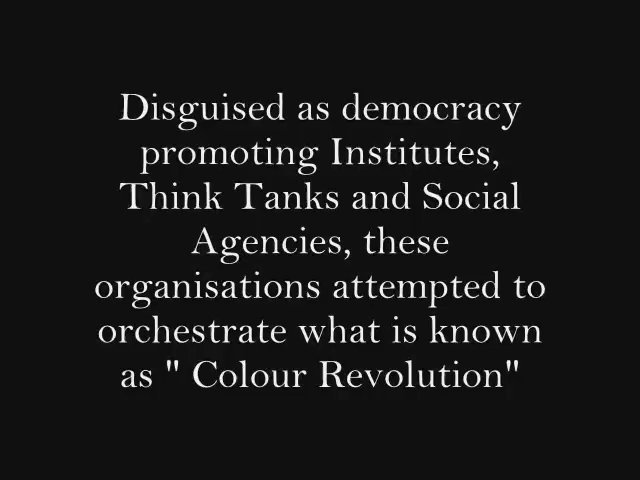 Disguised as democracy
promoting Institutes,
Think Tanks and Social
Agencies, these
organisations attempted to
orchestrate what is known
as " Colour Revolution"